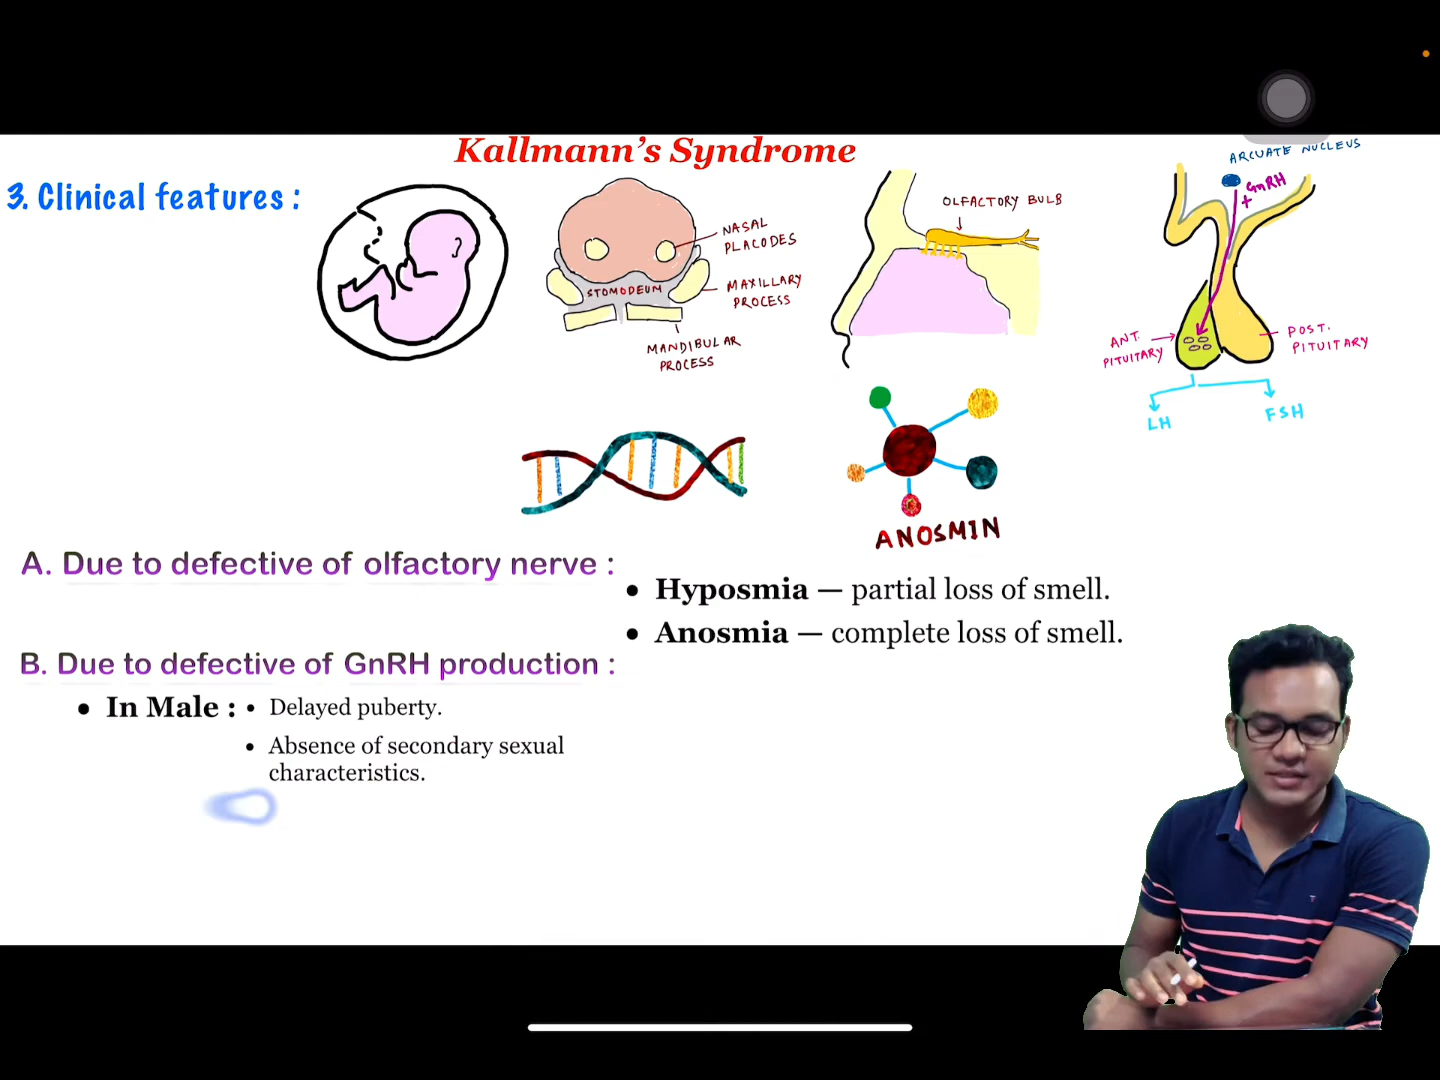 Kallmann's Syndrome
3. Clinical features :
NASAL
PLACODES
STOMODEUM
MAXILLARY
PROCESS
MANDIBULAR
PROCESS
OLFACTORY BULB
ARCUATE NUCLEUS
GnRH
+
ANT.
PITUITARY
POST.
PITUITARY
LH
FSH
ANOSMIN
A. Due to defective of olfactory nerve :
• Hyposmia — partial loss of smell.
• Anosmia — complete loss of smell.
B. Due to defective of GnRH production :
• In Male : • Delayed puberty.
• Absence of secondary sexual
characteristics.